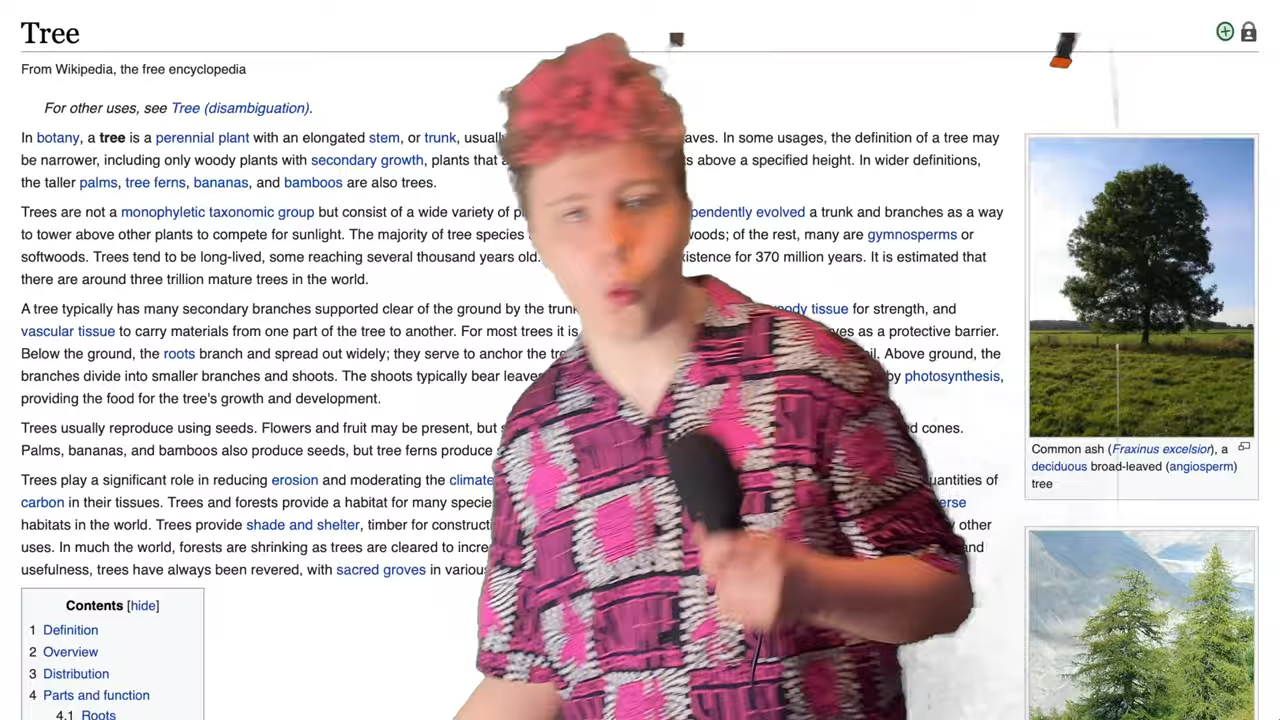 Tree
From Wikipedia, the free encyclopedia
For other uses, see Tree (disambiguation).
In botany, a tree is a perennial plant with an elongated stem, or trunk, aves. In some usages, the definition of a tree may
be narrower, including only woody plants with secondary growth, plants that above a specified height. In wider definitions,
the taller palms, tree ferns, bananas, and bamboos are also trees.
Trees are not a monophyletic taxonomic group but consist of a wide variety of pendently evolved a trunk and branches as a way
to tower above other plants to compete for sunlight. The majority of tree species woods; of the rest, many are gymnosperms or
softwoods. Trees tend to be long-lived, some reaching several thousand years old. xistence for 370 million years. It is estimated that
there are around three trillion mature trees in the world.
A tree typically has many secondary branches supported clear of the ground by the trunk tissue for strength, and
vascular tissue to carry materials from one part of the tree to another. For most trees it is ves as a protective barrier.
Below the ground, the roots branch and spread out widely; they serve to anchor the Above ground, the
branches divide into smaller branches and shoots. The shoots typically bear leaves by photosynthesis,
providing the food for the tree's growth and development.
Trees usually reproduce using seeds. Flowers and fruit may be present, but d cones.
Palms, bananas, and bamboos also produce seeds, but tree ferns produce
Trees play a significant role in reducing erosion and moderating the climate uantities of
carbon in their tissues. Trees and forests provide a habitat for many specie erse
habitats in the world. Trees provide shade and shelter, timber for constructi other
uses. In much the world, forests are shrinking as trees are cleared to incre and
usefulness, trees have always been revered, with sacred groves in various
Contents [hide]
1 Definition
2 Overview
3 Distribution
4 Parts and function
4.1 Roots
Common ash (Fraxinus excelsior), a
deciduous broad-leaved (angiosperm)
tree